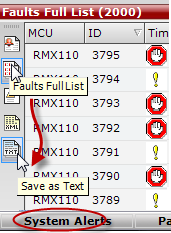 Faults Full List (2000)
MCU ID Tim
RMX110 3795
RMX110 3794
Faults Full List
RMX110 3793
XML RMX110 3792
TXT RMX110 3791
Save as Text
RMX110 3790
RMX110 3789
System Alerts Pa